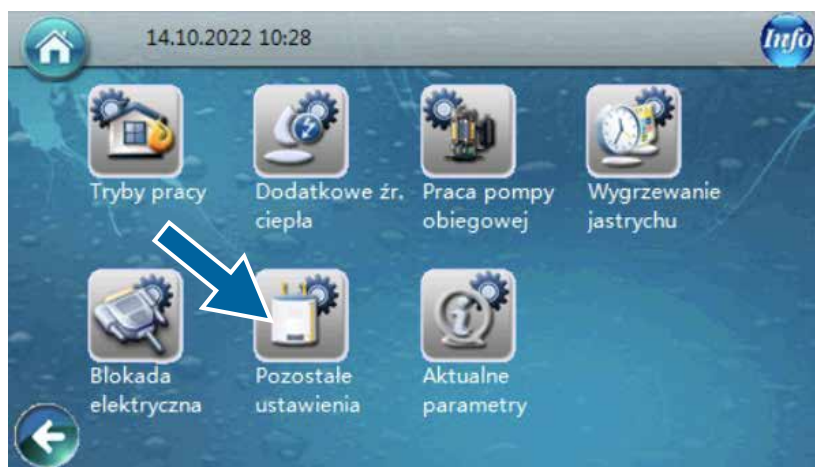 14.10.2022 10:28
Info
Tryby pracy
Dodatkowe źr.
ciepła
Praca pompy
obiegowej
Wygrzewanie
jastrychu
Blokada
elektryczna
Pozostałe
ustawienia
Aktualne
parametry